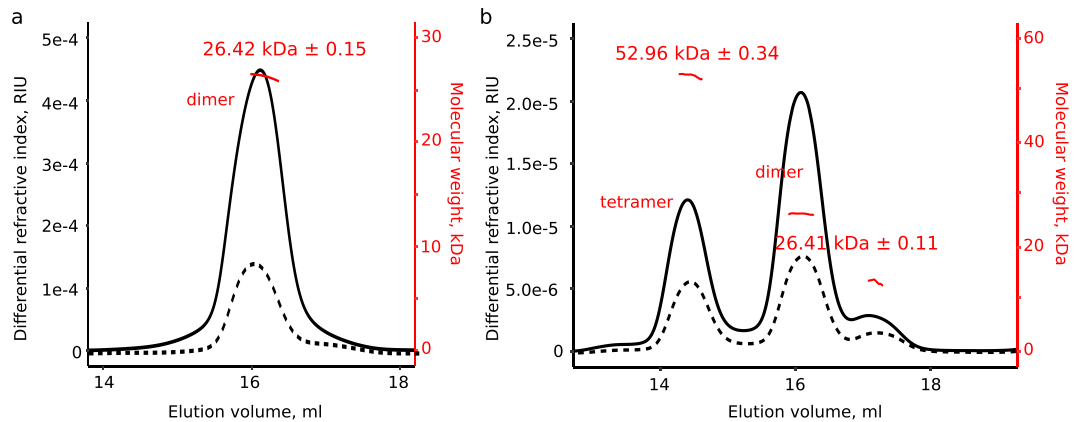 a
5e-4
4e-4
3e-4
2e-4
1e-4
0
Differential refractive index, RIU
14
16
18
Elution volume, ml
30
20
10
0
Molecular weight, kDa
26.42 kDa ± 0.15
dimer
b
2.5e-5
2.0e-5
1.5e-5
1.0e-5
5.0e-6
0
Differential refractive index, RIU
14
16
18
Elution volume, ml
60
40
20
0
Molecular weight, kDa
52.96 kDa ± 0.34
dimer
tetramer
26.41 kDa ± 0.11